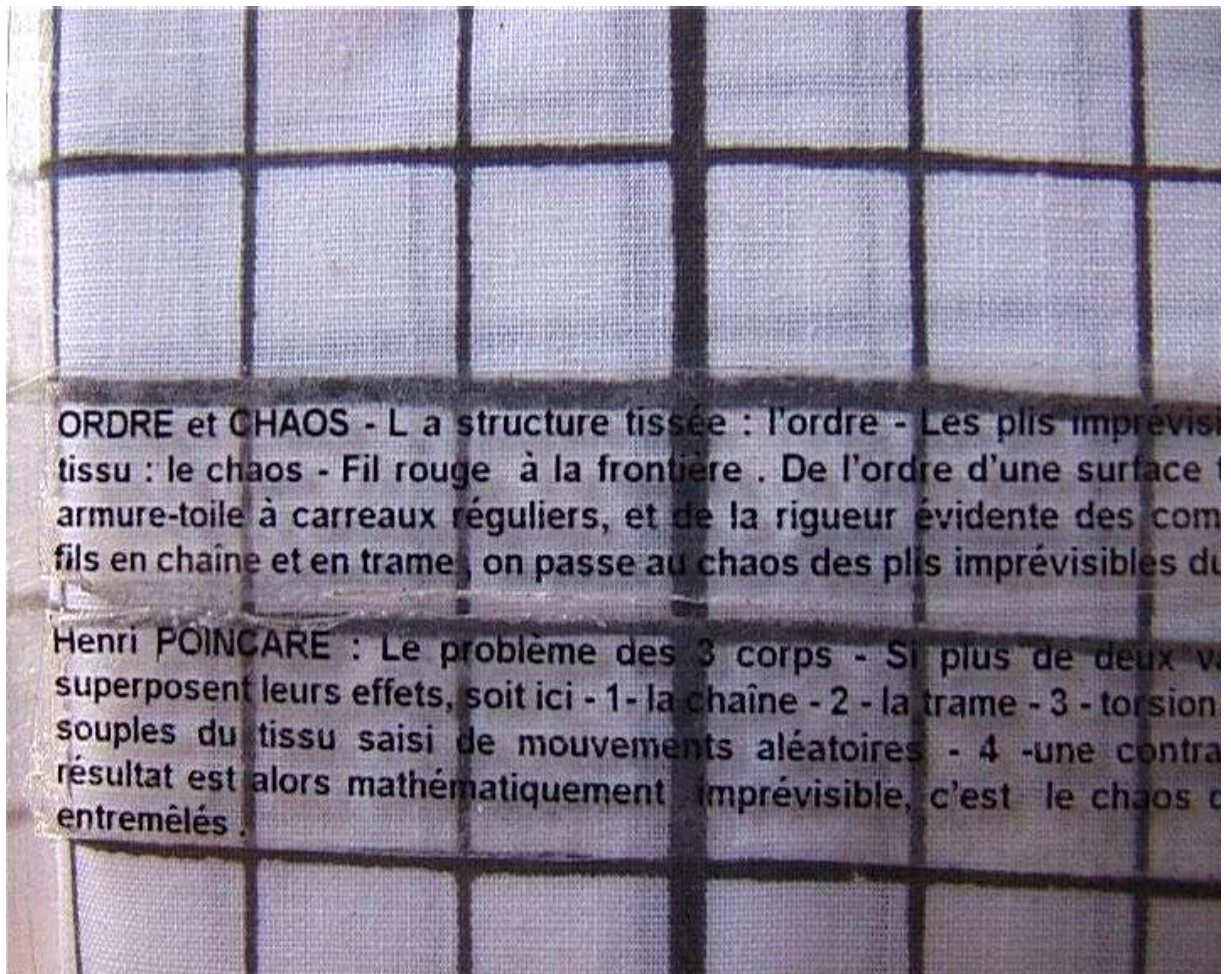 ORDRE et CHAOS - L a structure tissée : l'ordre - Les plis
tissu : le chaos - Fil rouge à la frontière . De l'ordre d'une surface
armure-toile à carreaux réguliers, et de la rigueur évidente des
fils en chaîne et en trame , on passe au chaos des plis imprévisibles du
Henri POINCARE : Le problème des 3 corps - Si plus de deux
superposent leurs effets, soit ici - 1- la chaîne - 2 - la trame - 3 - torsion
souples du tissu saisi de mouvements aléatoires - 4 -une
résultat est alors mathématiquement imprévisible, c'est le chaos
entremêlés .